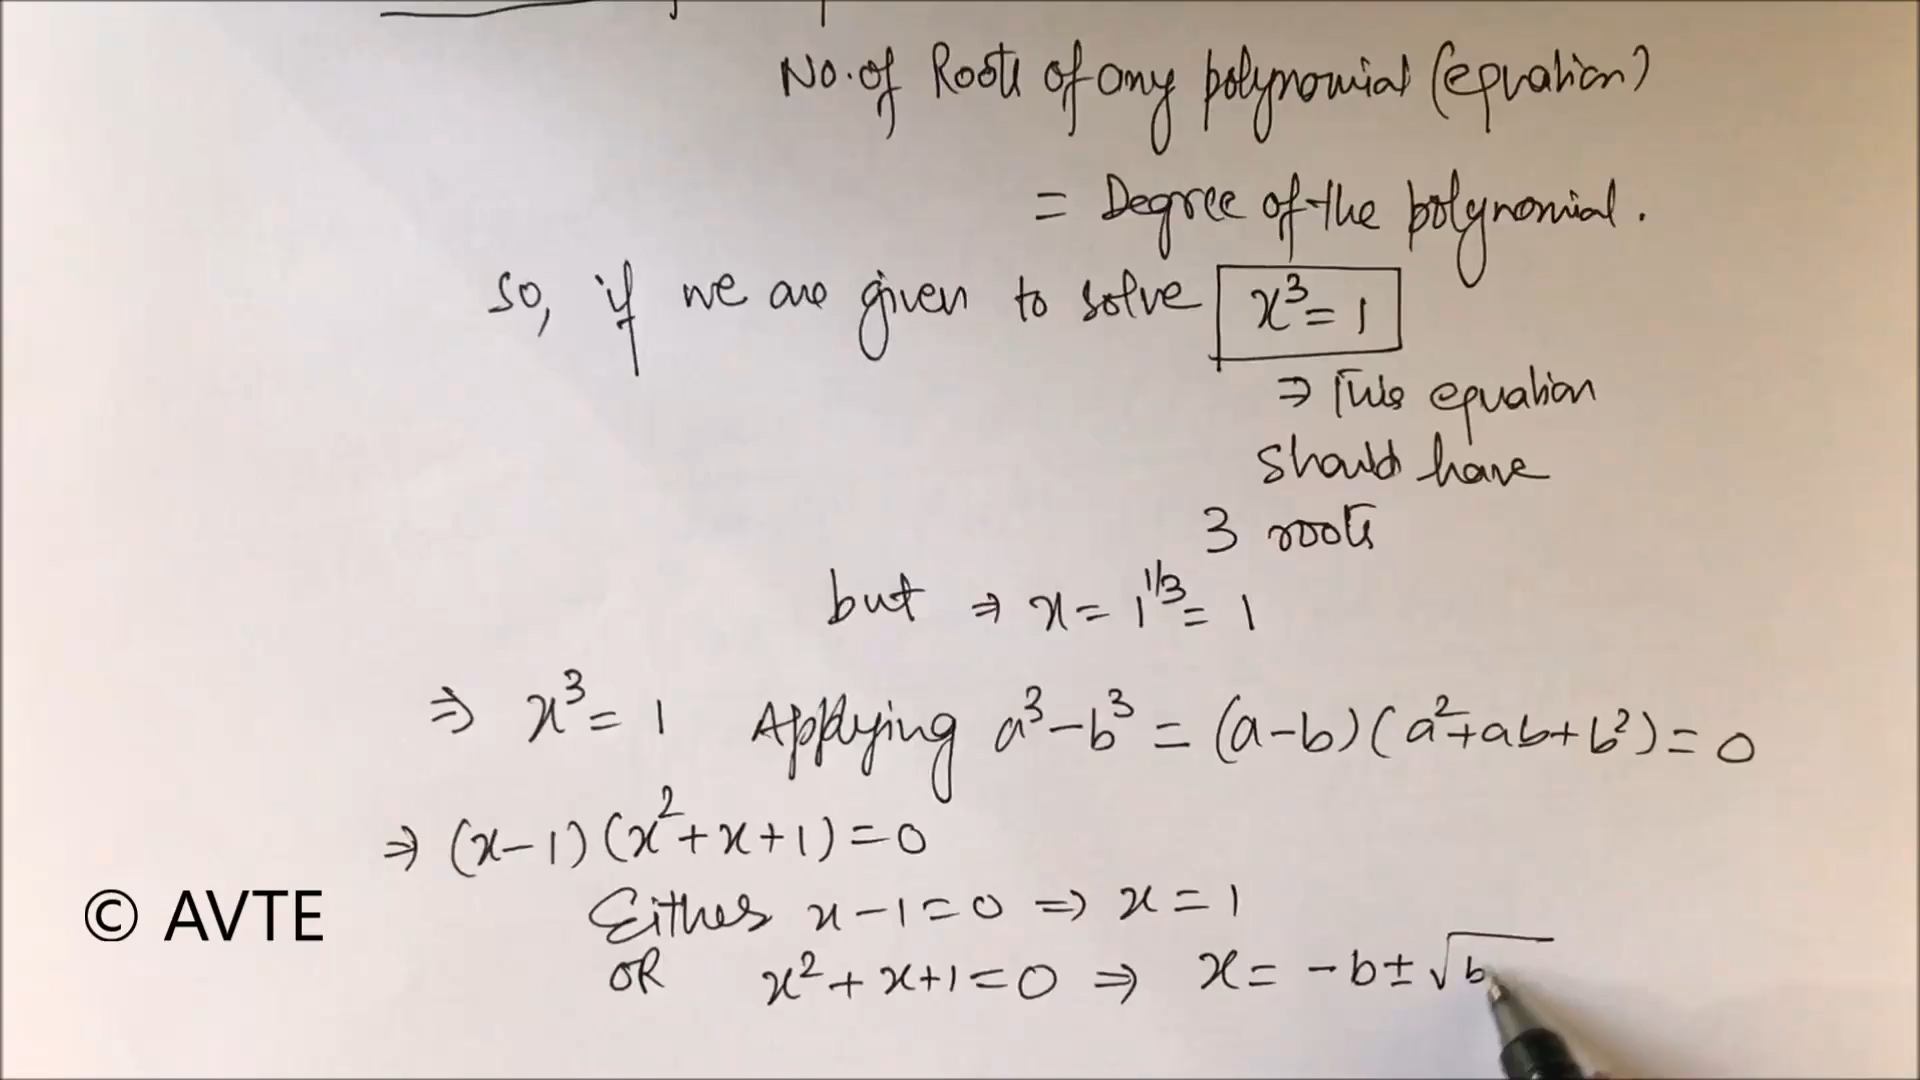 No. of Roots of any polynomial (equation)
= Degree of the polynomial.
So, if we are given to solve x³ = 1
⇒ This equation
should have
3 roots
but ⇒ x = 1^1/3 = 1
⇒ x³ = 1 Applying a³ - b³ = (a-b)(a²+ab+b²) = 0
⇒ (x-1)(x²+x+1) = 0
Either x-1=0 ⇒ x = 1
OR x²+x+1=0 ⇒ x = -b±√b
© AVTE